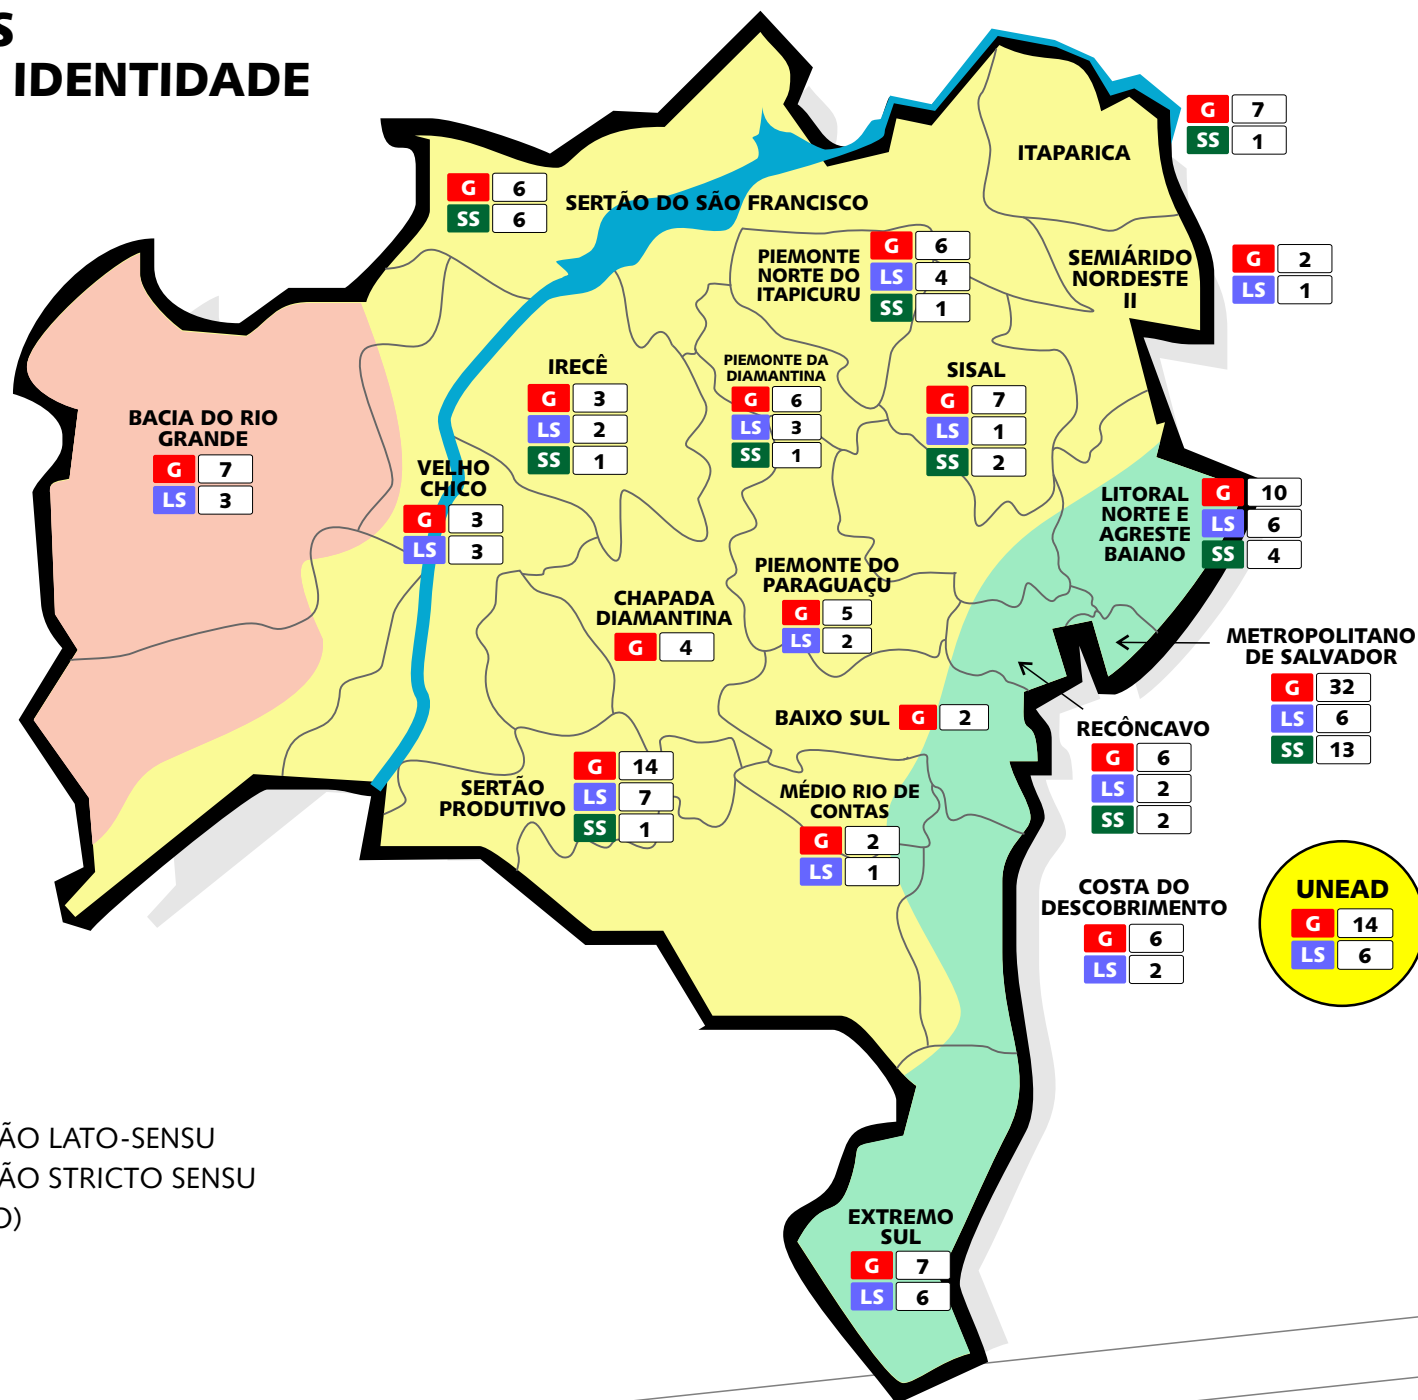 S
IDENTIDADE
G 7
SS 1
ITAPARICA
G 6
SS 6
SERTÃO DO SÃO FRANCISCO
PIEMONTE
NORTE DO
ITAPICURU
G 6
LS 4
SS 1
SEMIÁRIDO
NORDESTE
II
G 2
LS 1
IRECÊ
G 3
LS 2
SS 1
PIEMONTE DA
DIAMANTINA
G 6
LS 3
SS 1
SISAL
G 7
LS 1
SS 2
BACIA DO RIO
GRANDE
G 7
LS 3
VELHO
CHICO
G 3
LS 3
LITORAL
NORTE E
AGRESTE
BAIANO
G 10
LS 6
SS 4
PIEMONTE DO
PARAGUAÇU
G 5
LS 2
CHAPADA
DIAMANTINA
G 4
METROPOLITANO
DE SALVADOR
G 32
LS 6
SS 13
BAIXO SUL G 2
RECÔNCAVO
G 6
LS 2
SS 2
SERTÃO
PRODUTIVO
G 14
LS 7
SS 1
MÉDIO RIO DE
CONTAS
G 2
LS 1
COSTA DO
DESCOBRIMENTO
G 6
LS 2
UNEAD
G 14
LS 6
ÃO LATO-SENSU
ÃO STRICTO SENSU
O)
EXTREMO
SUL
G 7
LS 6